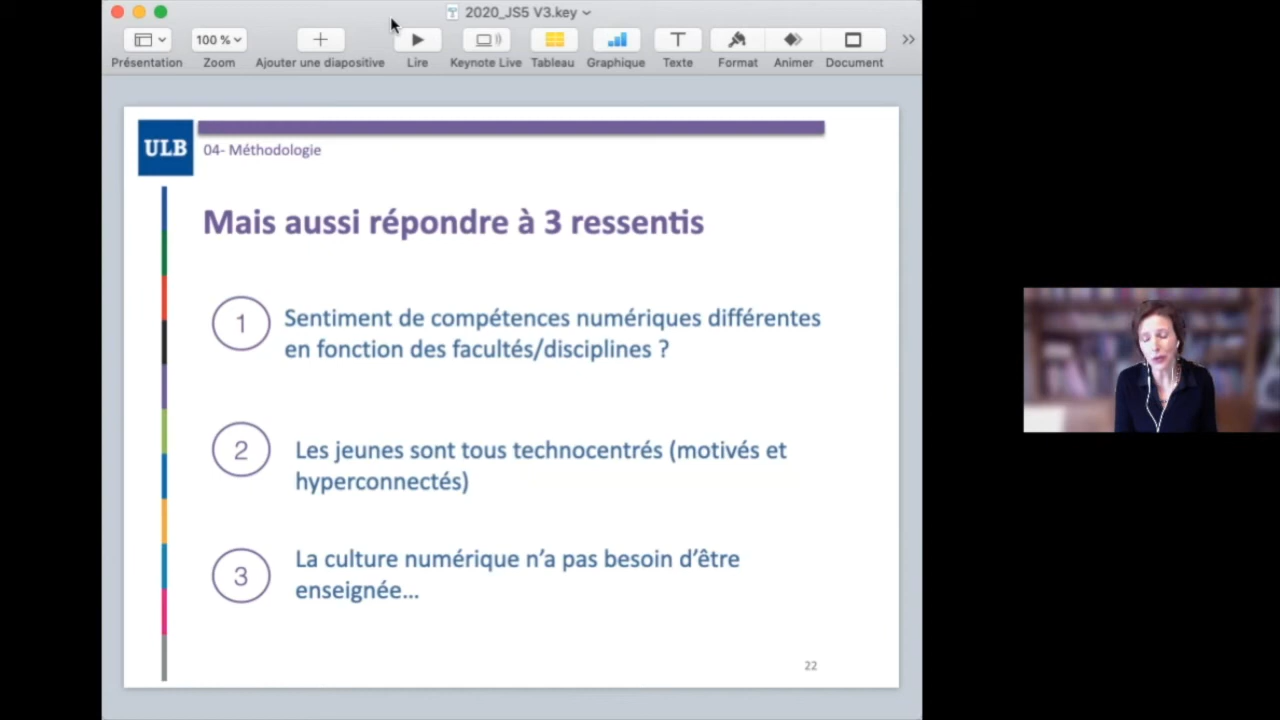 2020_JS5 V3.key
100 %
Présentation
Zoom
Ajouter une diapositive
Lire
Keynote Live
Tableau
Graphique
Texte
Format
Animer
Document
ULB
04- Méthodologie
Mais aussi répondre à 3 ressentis
1
Sentiment de compétences numériques différentes
en fonction des facultés/disciplines ?
2
Les jeunes sont tous technocentrés (motivés et
hyperconnectés)
3
La culture numérique n’a pas besoin d’être
enseignée…
22